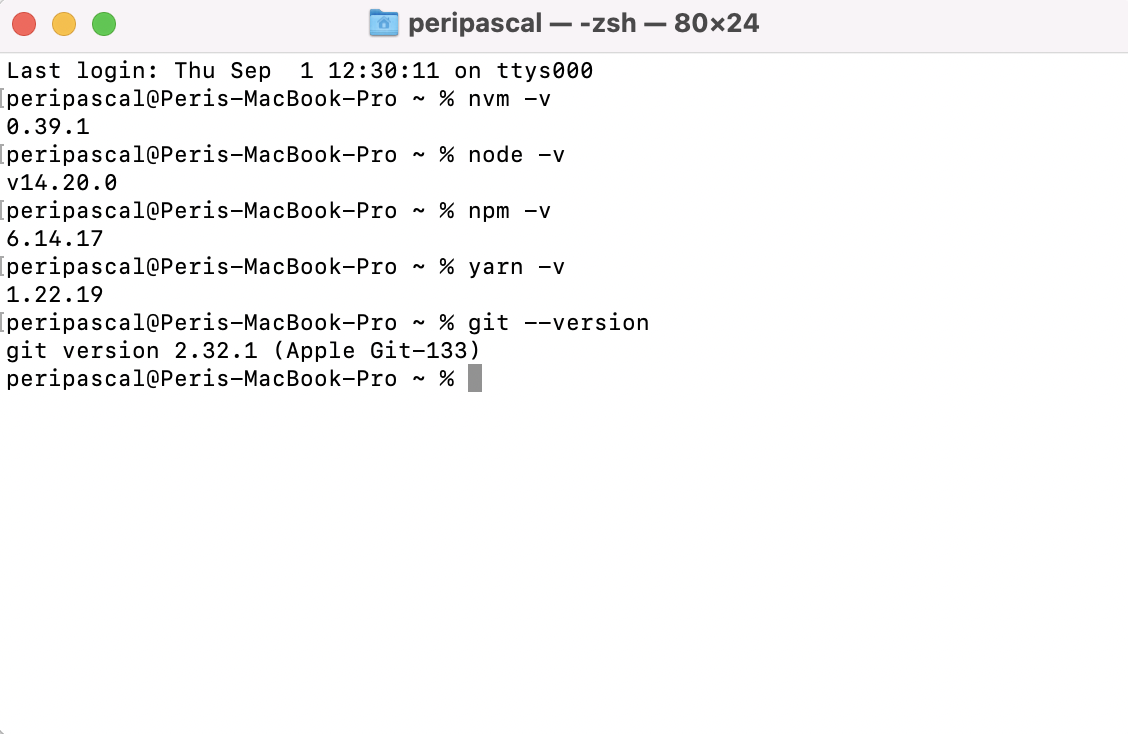 peripascal — -zsh — 80×24
Last login: Thu Sep  1 12:30:11 on ttys000
peripascal@Peris-MacBook-Pro ~ % nvm -v
0.39.1
peripascal@Peris-MacBook-Pro ~ % node -v
v14.20.0
peripascal@Peris-MacBook-Pro ~ % npm -v
6.14.17
peripascal@Peris-MacBook-Pro ~ % yarn -v
1.22.19
peripascal@Peris-MacBook-Pro ~ % git --version
git version 2.32.1 (Apple Git-133)
peripascal@Peris-MacBook-Pro ~ %